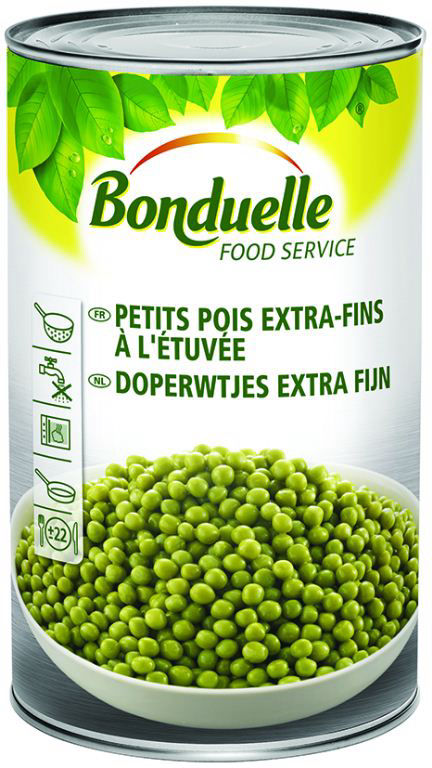 ®
Bonduelle
FOOD SERVICE
FR PETITS POIS EXTRA-FINS
À L'ÉTUVÉE
NL DOPERWTJES EXTRA FIJN
±22